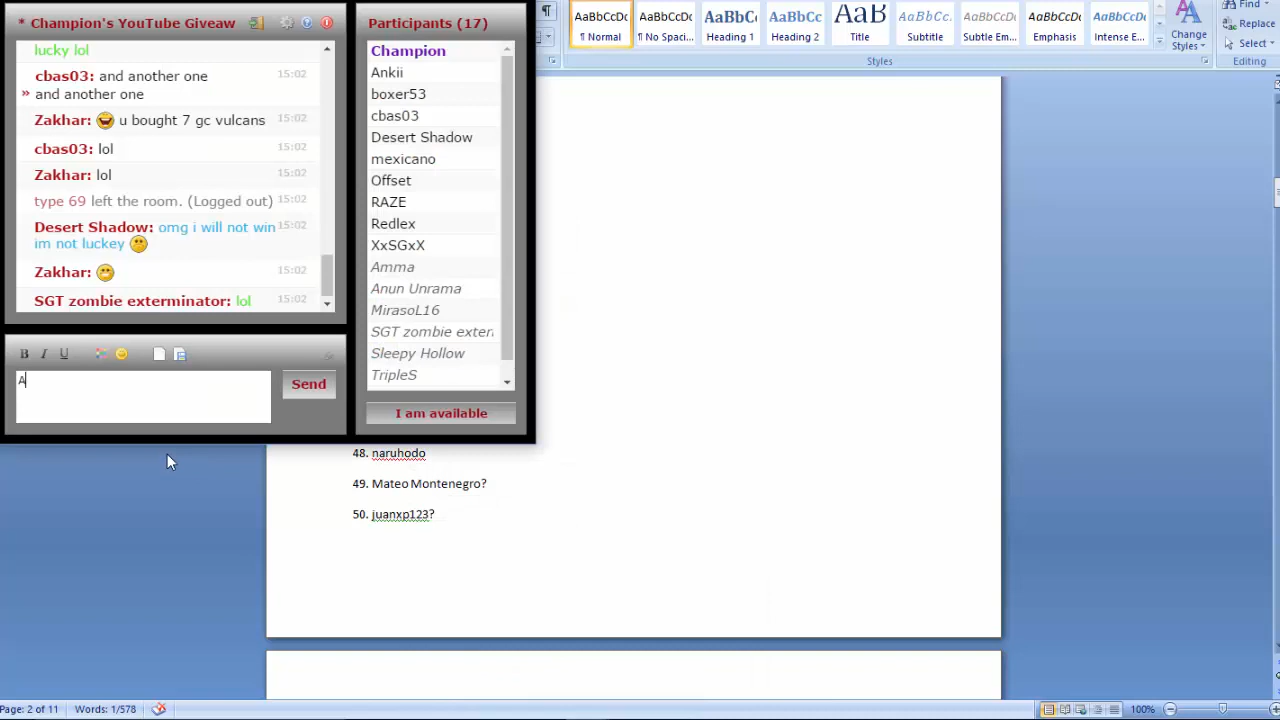 * Champion's YouTube Giveaw
lucky lol
cbas03: and another one 15:02
» and another one
Zakhar: u bought 7 gc vulcans 15:02
cbas03: lol 15:02
Zakhar: lol 15:02
type 69 left the room. (Logged out) 15:02
Desert Shadow: omg i will not win 15:02
im not luckey
Zakhar: 15:02
SGT zombie exterminator: lol 15:02
B I U
A
Send
Participants (17)
Champion
Ankii
boxer53
cbas03
Desert Shadow
mexicano
Offset
RAZE
Redlex
XxSGxX
Amma
Anun Unrama
MirasoL16
SGT zombie exter
Sleepy Hollow
TripleS
I am available
AaBbCcDc AaBbCcDc AaBbCc AaBbCc AaB AaBbCc. AaBbCcDc AaBbCcDc AaBbCcDc
¶ Normal ¶ No Spaci... Heading 1 Heading 2 Title Subtitle Subtle Em... Emphasis Intense E...
Change
Styles
Styles
Find
Replace
Select
Editing
48. naruhodo
49. Mateo Montenegro?
50. juanxp123?
Page: 2 of 11 Words: 1/578 100%